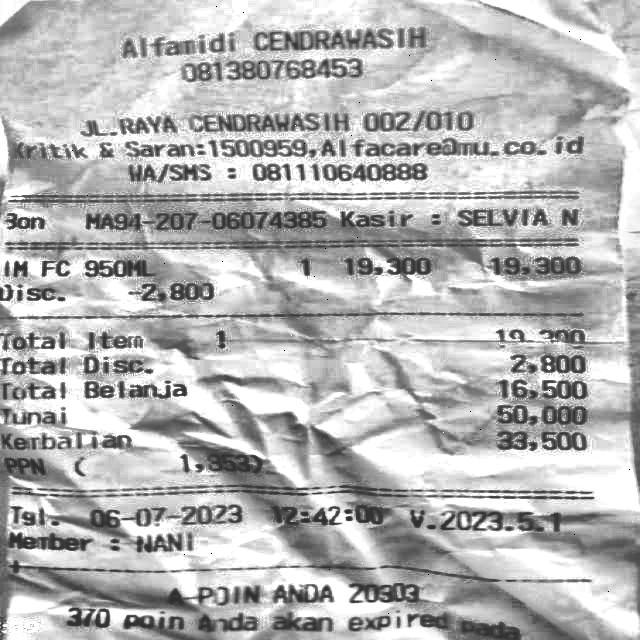 Alfamidi CENDRAWASIH
081380768453
JL.RAYA CENDRAWASIH 002/010
Kritik & Saran:1500959,Alfacare@mu.co.id
WA/SMS : 081110640888
Bon MA94-207-06074385 Kasir : SELVIA N
IM FC 950ML 1 19,300 19,300
Disc. -2,800
Total Item 1 19,300
Total Disc. 2,800
Total Belanja 16,500
Tunai 50,000
Kembalian 33,500
PPN ( 1,353)
Tgl. 06-07-2023 12:42:00 V.2023.5.1
Member : NANI
A-POIN ANDA 20303
370 poin Anda akan expired pada